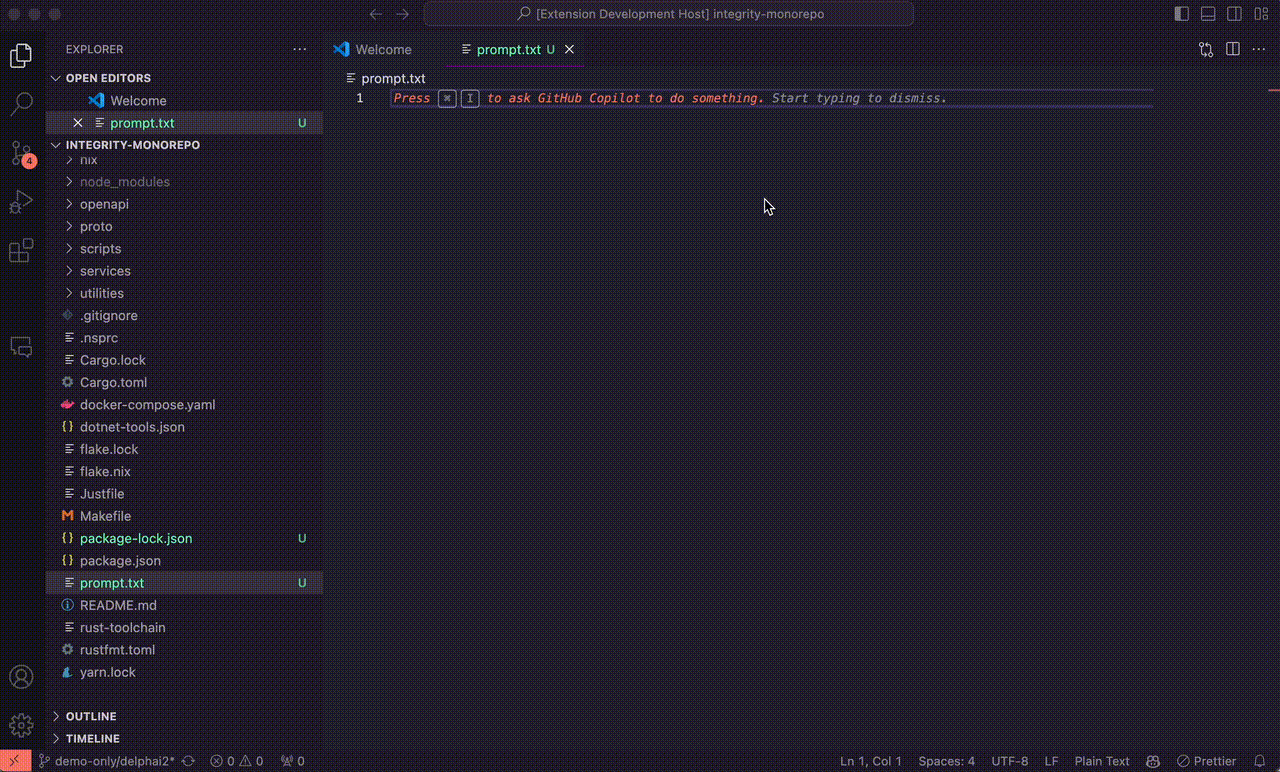 [Extension Development Host] integrity-monorepo
EXPLORER
Welcome
prompt.txt U
OPEN EDITORS
Welcome
prompt.txt U
INTEGRITY-MONOREPO
nix
node_modules
openapi
proto
scripts
services
utilities
.gitignore
.nsprc
Cargo.lock
Cargo.toml
docker-compose.yaml
dotnet-tools.json
flake.lock
flake.nix
Justfile
Makefile
package-lock.json U
package.json
prompt.txt U
README.md
rust-toolchain
rustfmt.toml
yarn.lock
OUTLINE
TIMELINE
4
prompt.txt
1 Press ⌘ I to ask GitHub Copilot to do something. Start typing to dismiss.
demo-only/delphai2* 0 0 0 Ln 1, Col 1 Spaces: 4 UTF-8 LF Plain Text Prettier